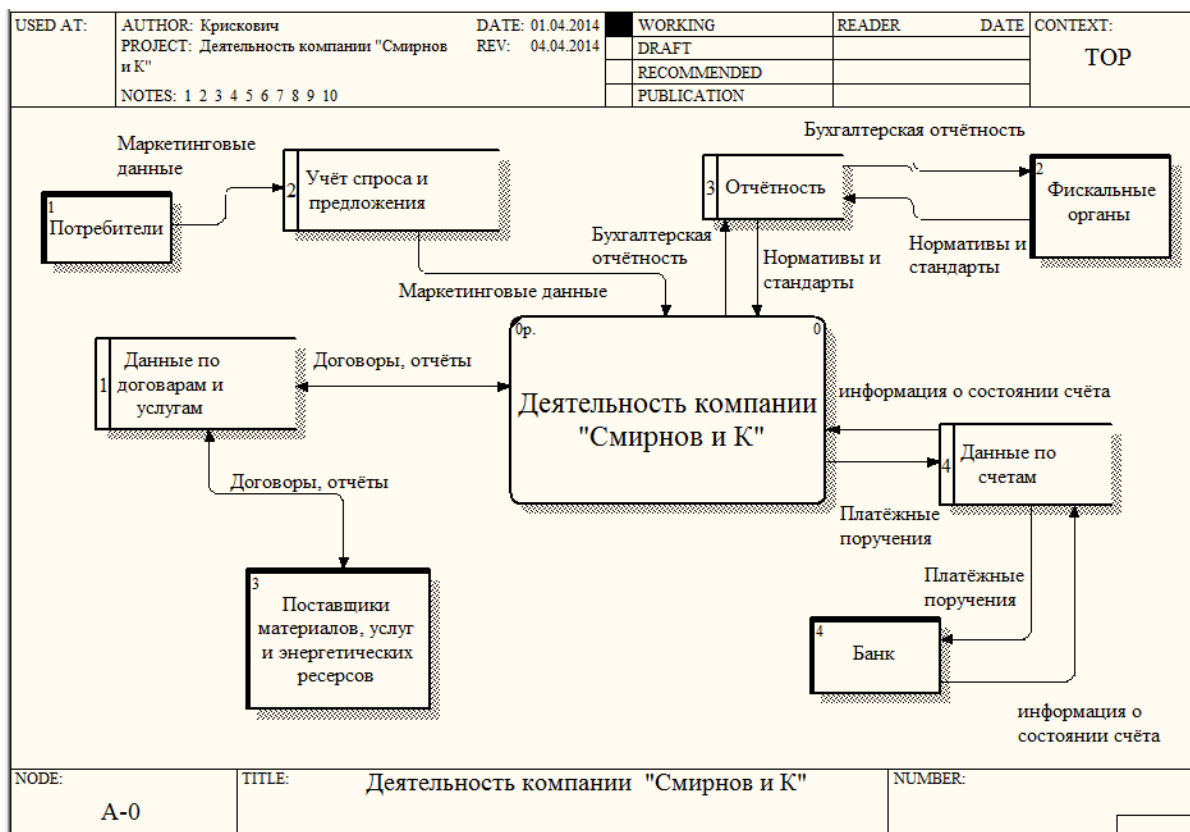 USED AT:
AUTHOR: Крискович
DATE: 01.04.2014
PROJECT: Деятельность компании "Смирнов
и К"
REV: 04.04.2014
NOTES: 1 2 3 4 5 6 7 8 9 10
WORKING
DRAFT
RECOMMENDED
PUBLICATION
READER
DATE
CONTEXT:
TOP
Маркетинговые
данные
1
Потребители
2
Учёт спроса и
предложения
Маркетинговые данные
3
Отчётность
Бухгалтерская отчётность
2
Фискальные
органы
Нормативы и
стандарты
Бухгалтерская
отчётность
Нормативы и
стандарты
0р.
0
Деятельность компании
"Смирнов и К"
1
Данные по
договарам и
услугам
Договоры, отчёты
Договоры, отчёты
3
Поставщики
материалов, услуг
и энергетических
ресерсов
информация о состоянии счёта
4
Данные по
счетам
Платёжные
поручения
Платёжные
поручения
4
Банк
информация о
состоянии счёта
NODE:
A-0
TITLE:
Деятельность компании "Смирнов и К"
NUMBER: